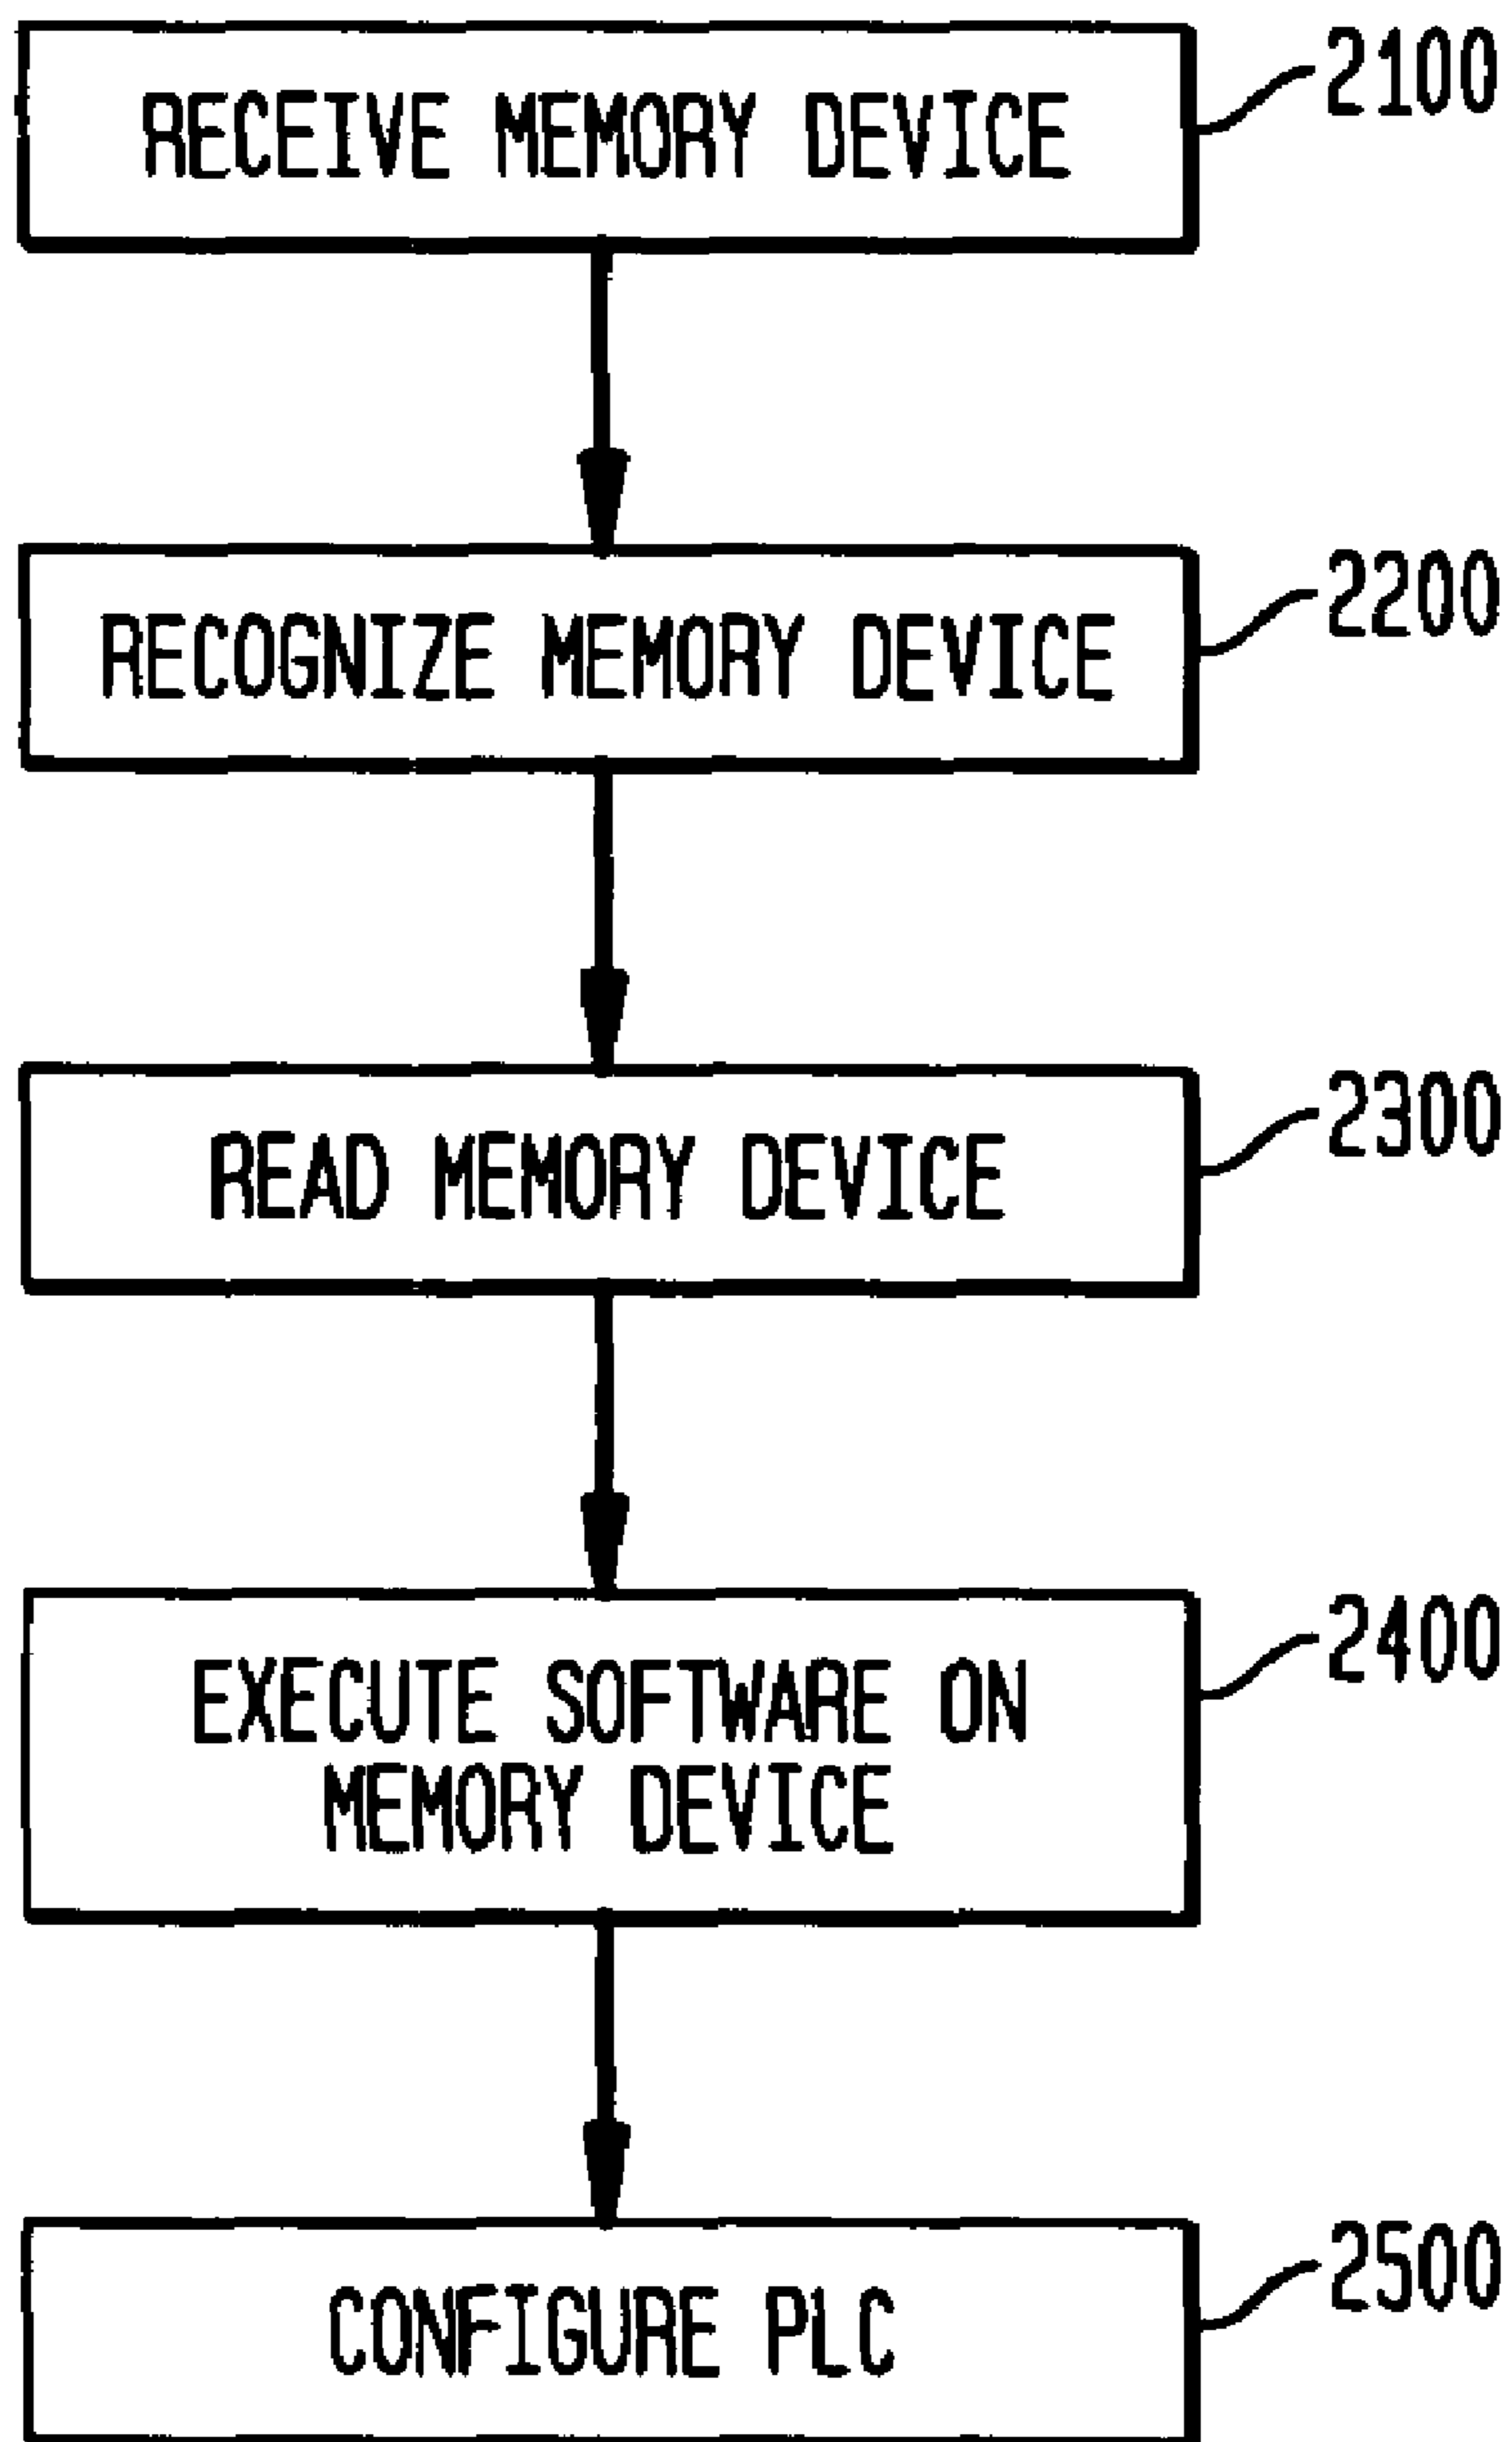 RECEIVE MEMORY DEVICE
2100
RECOGNIZE MEMORY DEVICE
2200
READ MEMORY DEVICE
2300
EXECUTE SOFTWARE ON
MEMORY DEVICE
2400
CONFIGURE PLC
2500